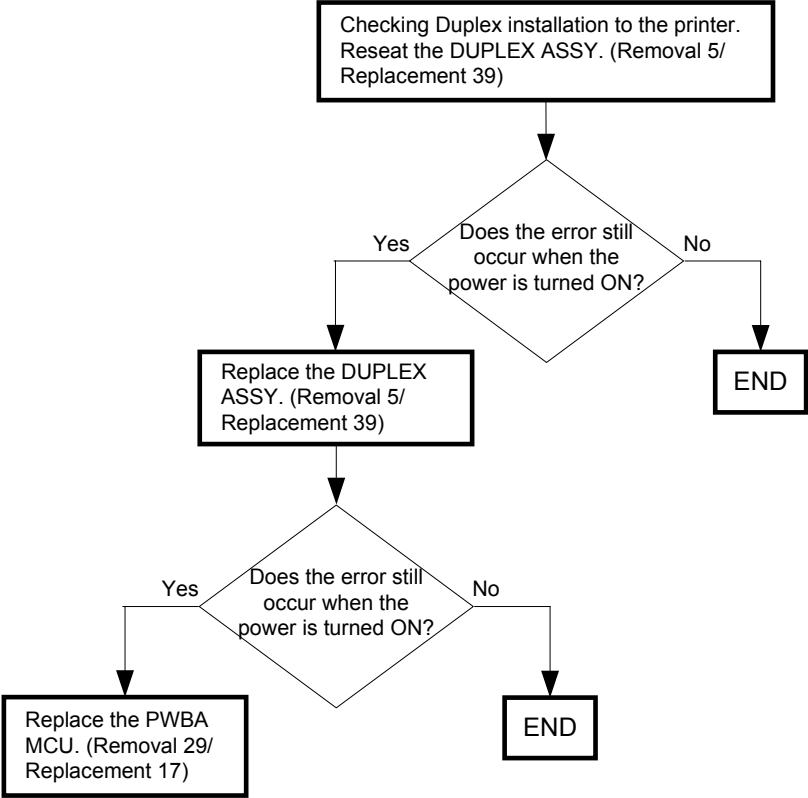 Checking Duplex installation to the printer.
Reseat the DUPLEX ASSY. (Removal 5/
Replacement 39)
Does the error still
occur when the
power is turned ON?
Yes
No
Replace the DUPLEX
ASSY. (Removal 5/
Replacement 39)
END
Does the error still
occur when the
power is turned ON?
Yes
No
Replace the PWBA
MCU. (Removal 29/
Replacement 17)
END